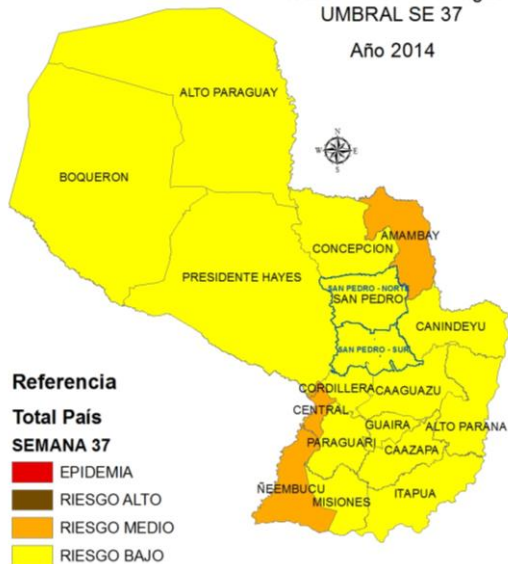 UMBRAL SE 37
Año 2014
ALTO PARAGUAY
N
W E
S
BOQUERON
AMAMBAY
CONCEPCION
PRESIDENTE HAYES
SAN PEDRO - NORTE
SAN PEDRO
CANINDEYU
SAN PEDRO - SUR
CORDILLERA
CAAGUAZU
CENTRAL
GUAIRA
ALTO PARANA
PARAGUARI
CAAZAPA
ÑEEMBUCU
MISIONES
ITAPUA
Referencia
Total País
SEMANA 37
EPIDEMIA
RIESGO ALTO
RIESGO MEDIO
RIESGO BAJO